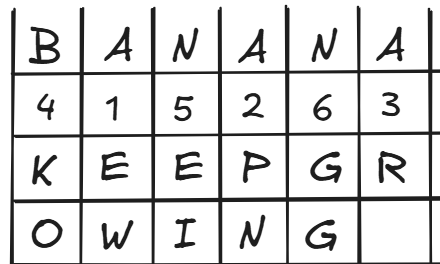 B A N A N A
4 1 5 2 6 3
K E E P G R
O W I N G